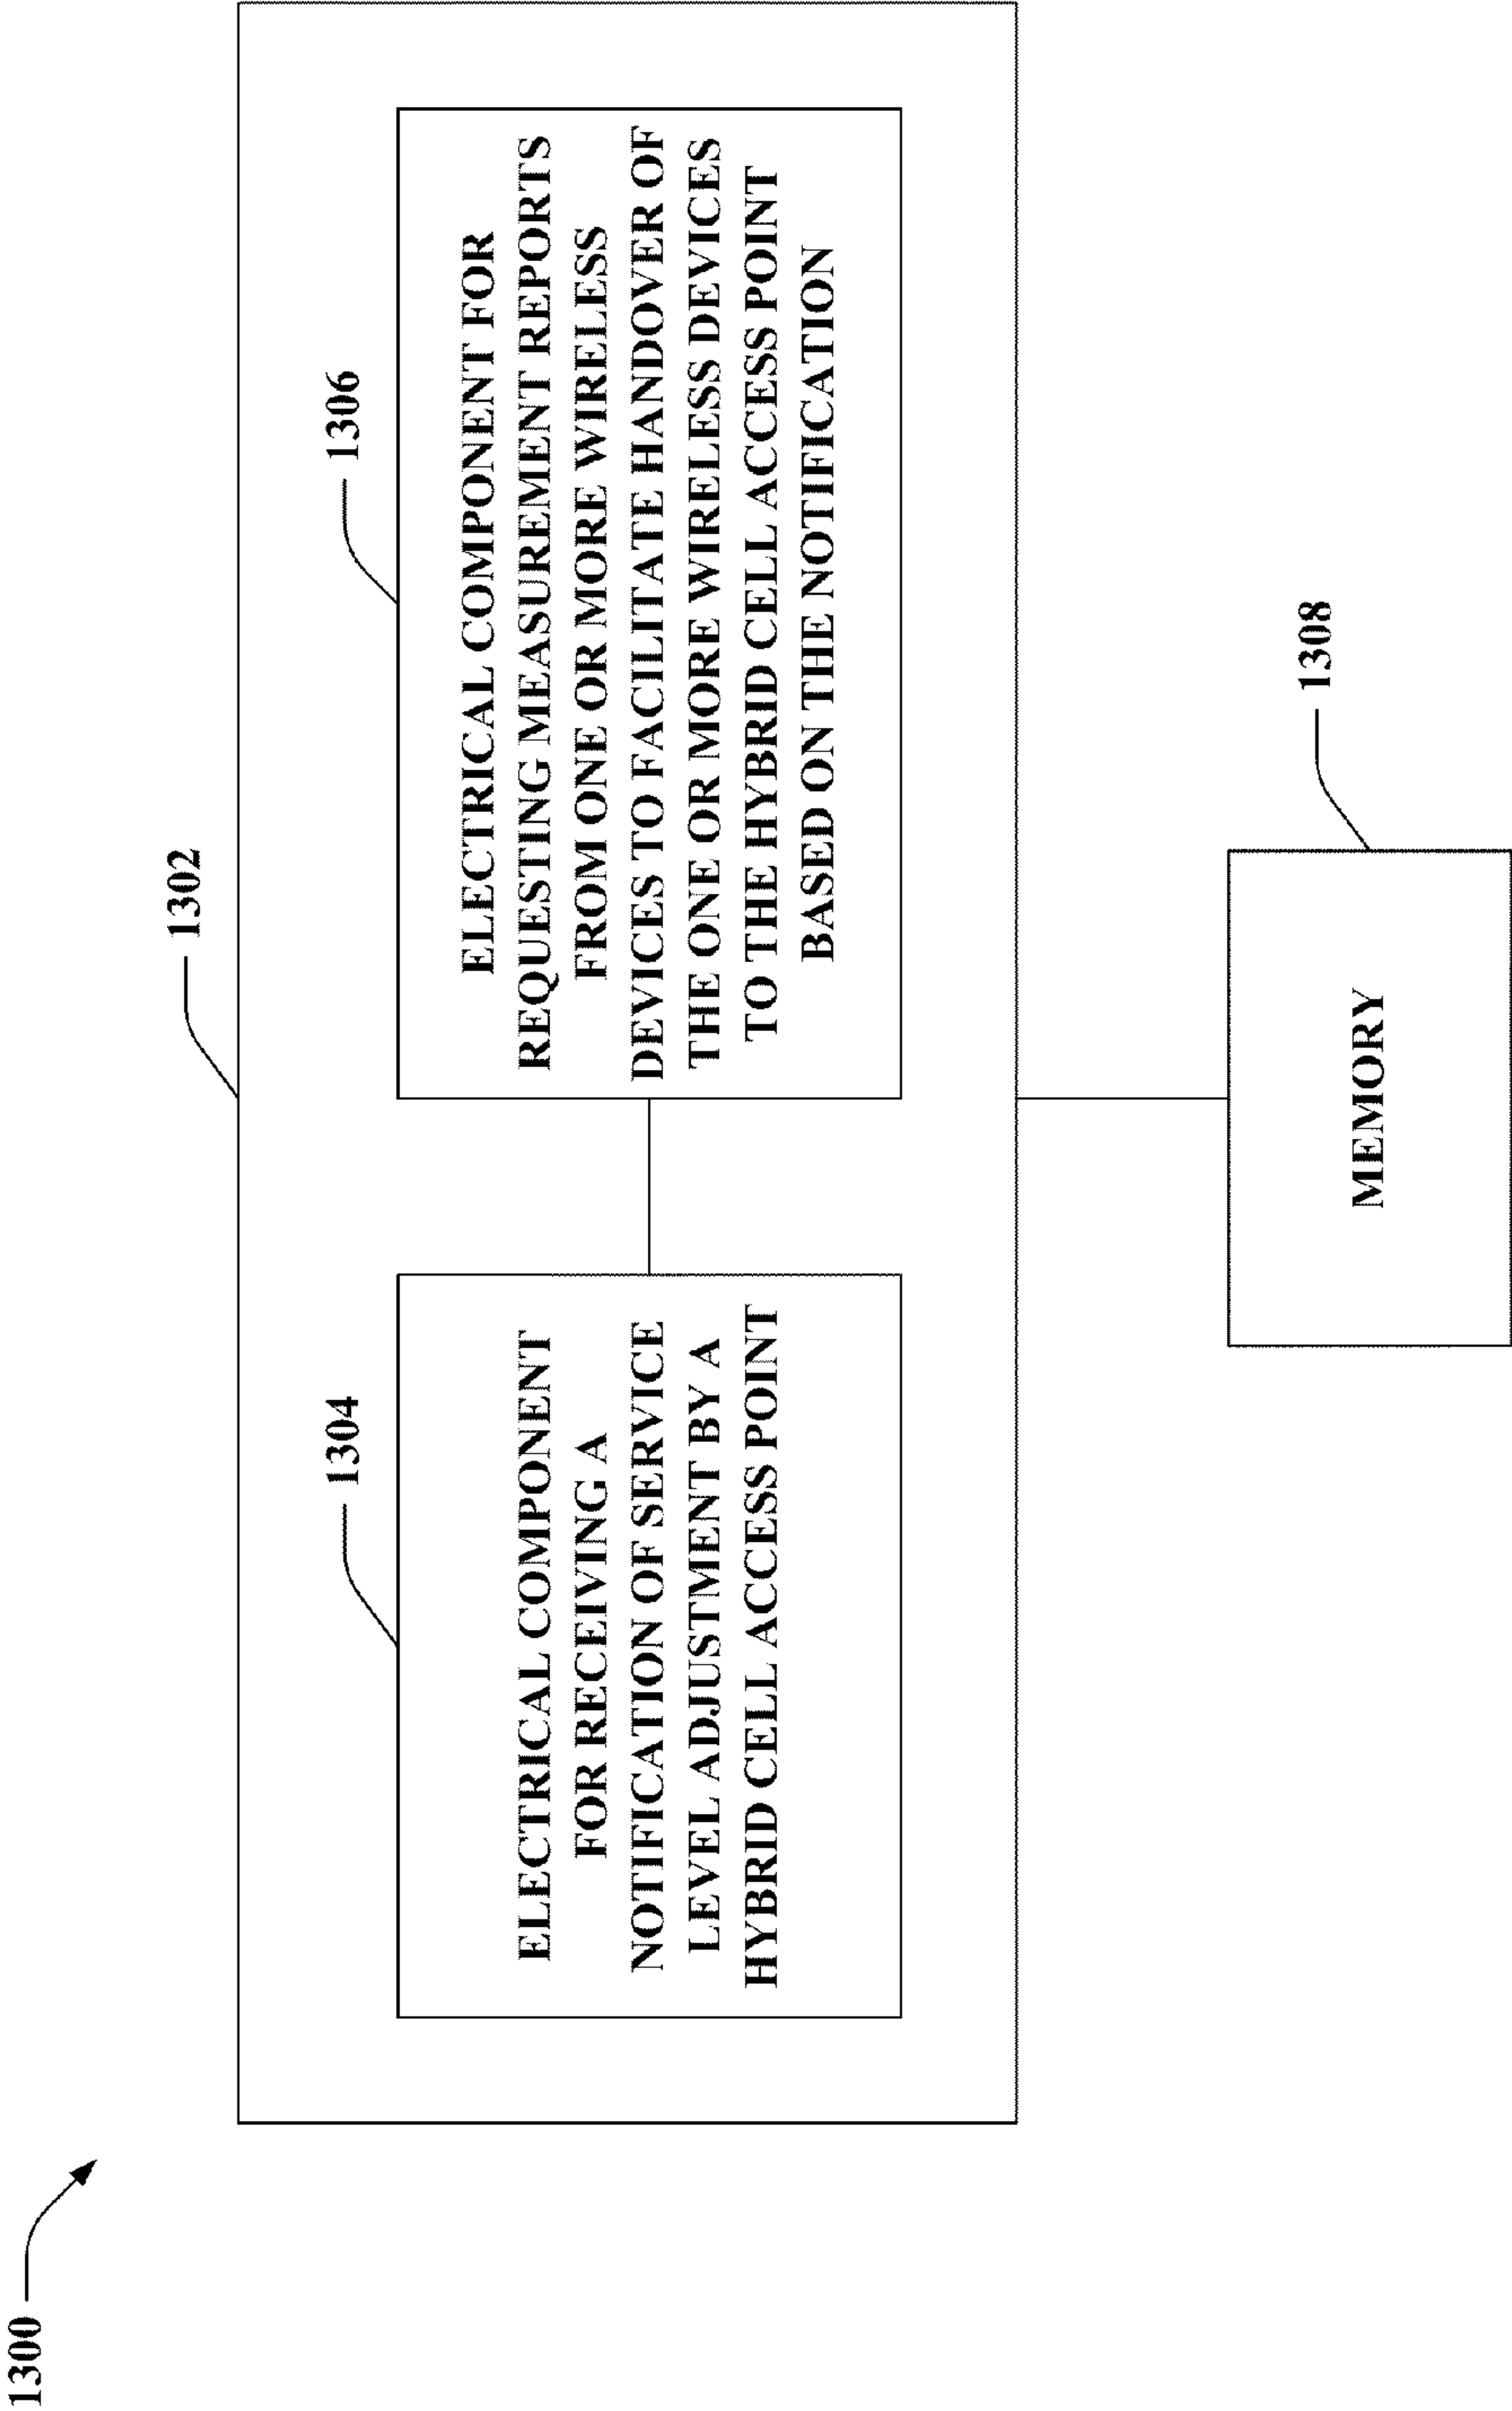 1300
1302
1304
ELECTRICAL COMPONENT
FOR RECEIVING A
NOTIFICATION OF SERVICE
LEVEL ADJUSTMENT BY A
HYBRID CELL ACCESS POINT
1306
ELECTRICAL COMPONENT FOR
REQUESTING MEASUREMENT REPORTS
FROM ONE OR MORE WIRELESS
DEVICES TO FACILITATE HANDOVER OF
THE ONE OR MORE WIRELESS DEVICES
TO THE HYBRID CELL ACCESS POINT
BASED ON THE NOTIFICATION
1308
MEMORY